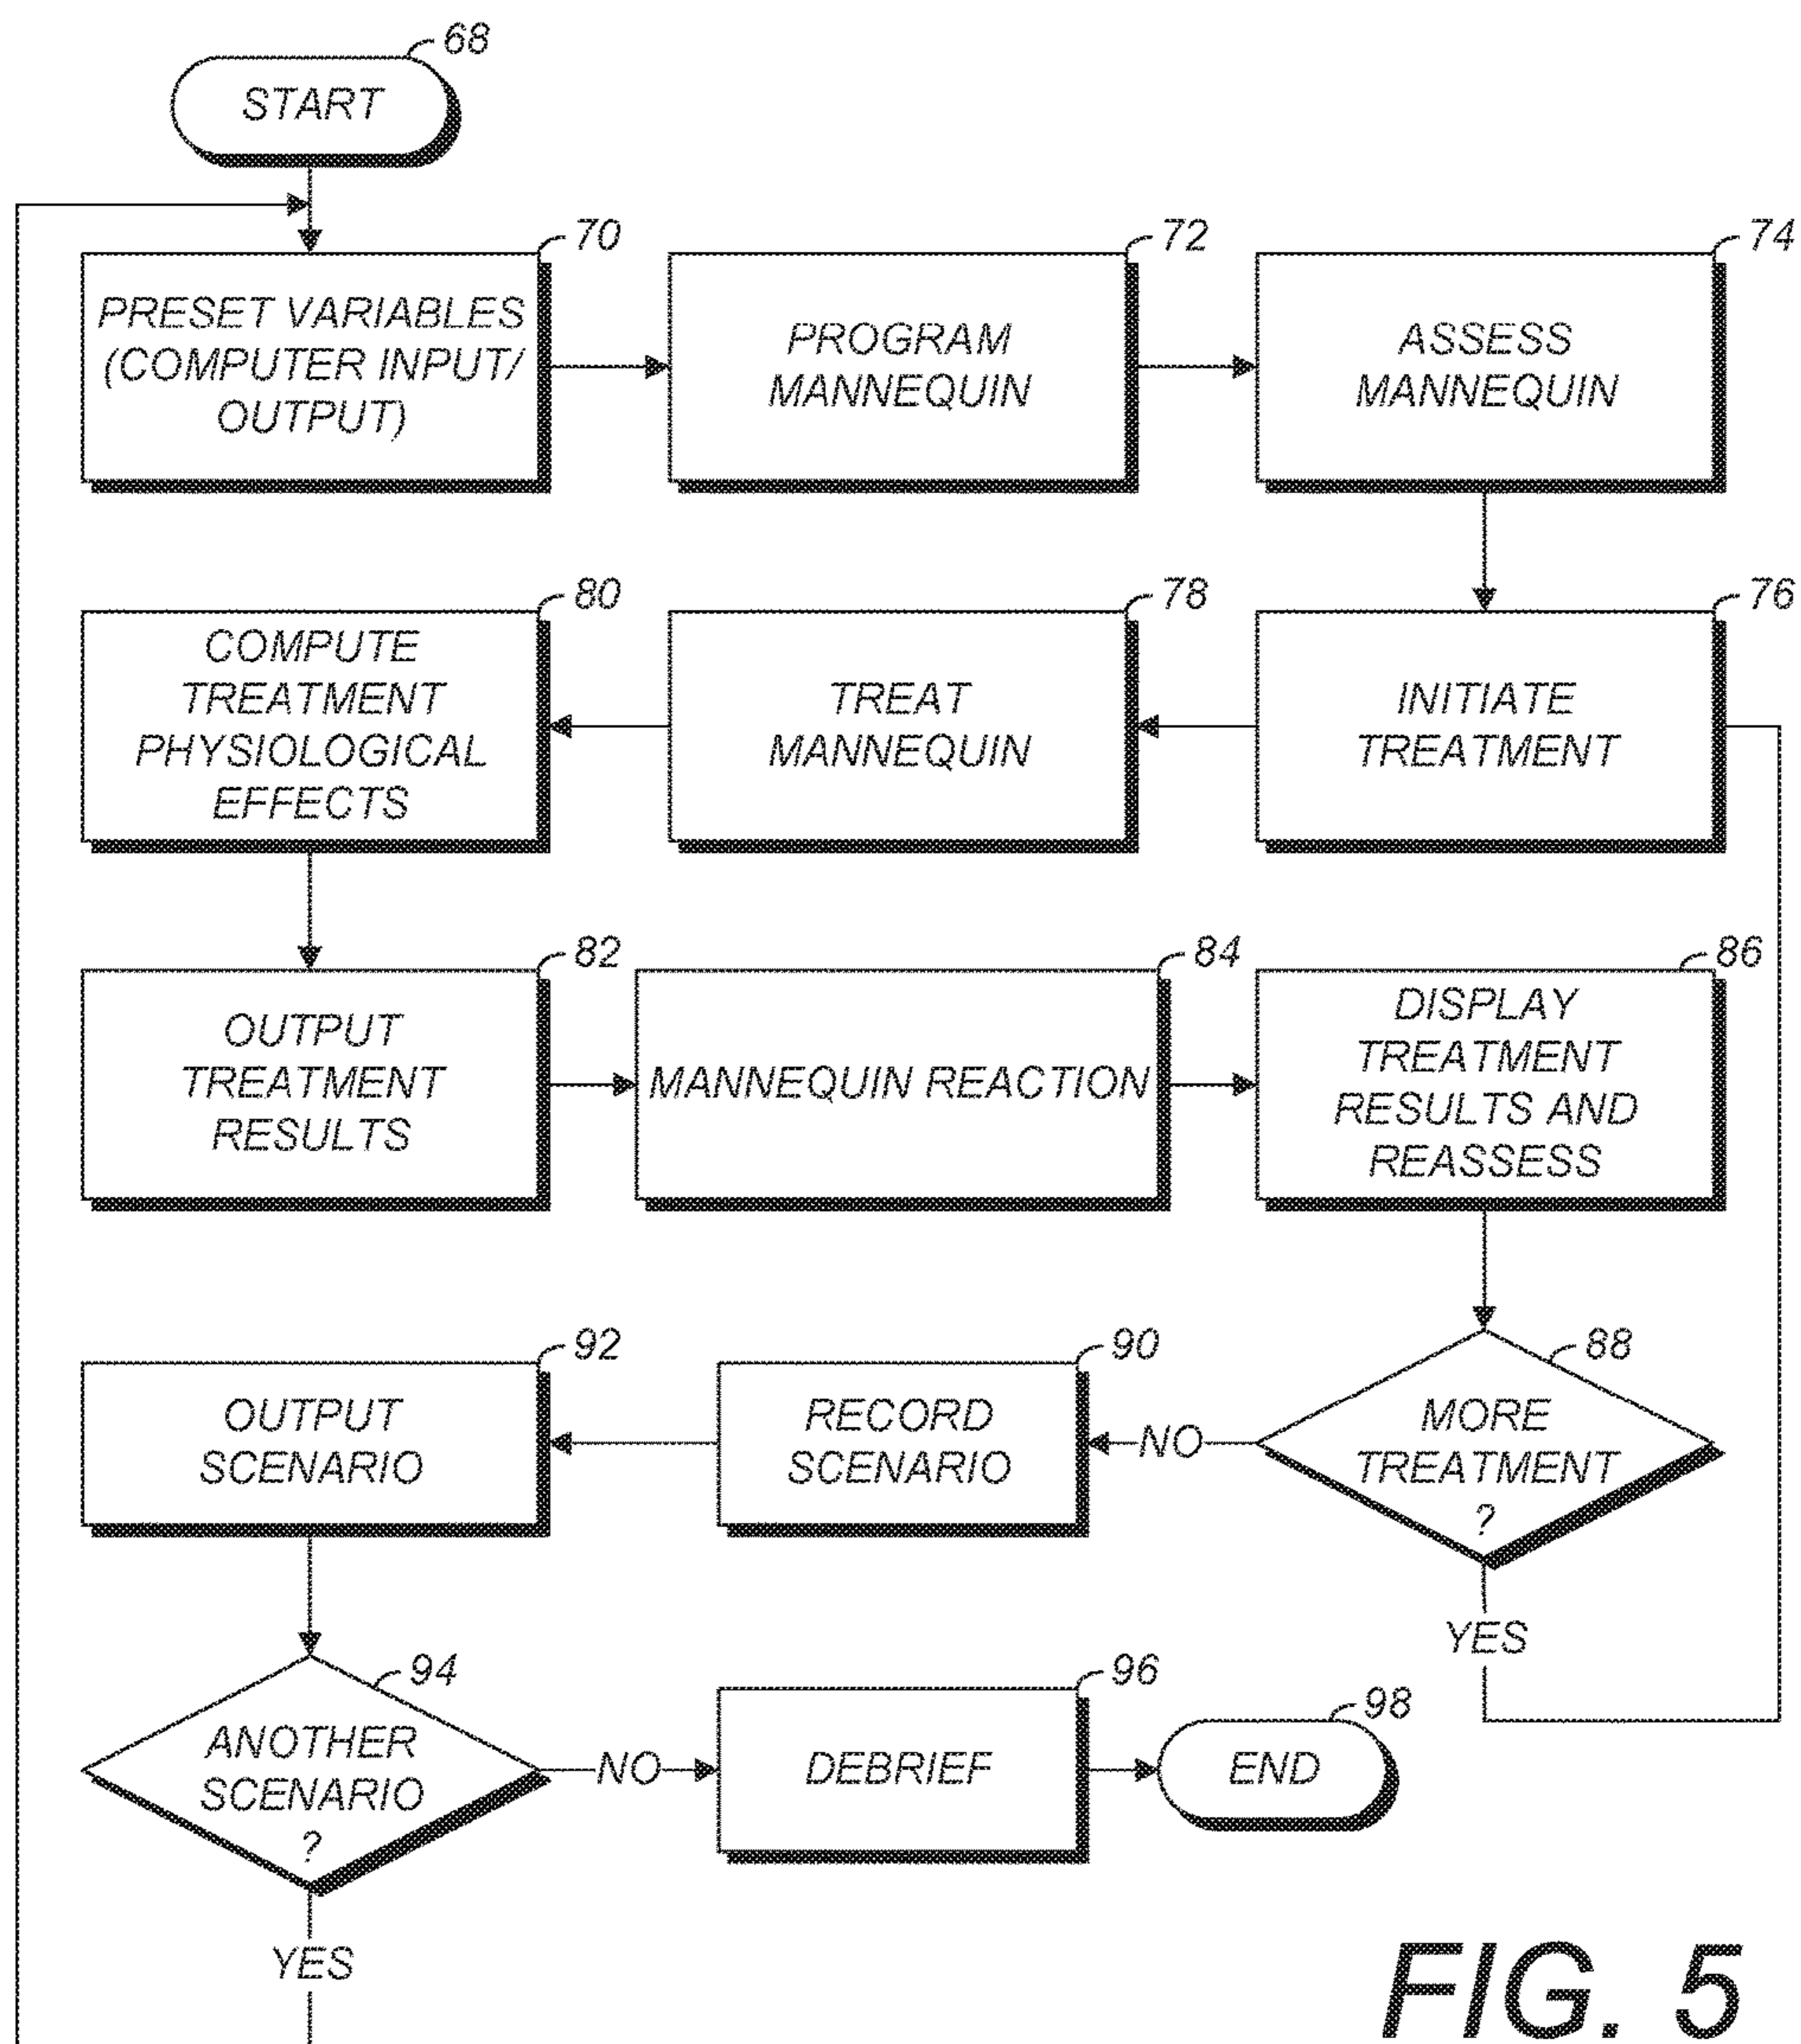 68
START
70
PRESET VARIABLES
(COMPUTER INPUT/
OUTPUT)
72
PROGRAM
MANNEQUIN
74
ASSESS
MANNEQUIN
76
INITIATE
TREATMENT
78
TREAT
MANNEQUIN
80
COMPUTE
TREATMENT
PHYSIOLOGICAL
EFFECTS
82
OUTPUT
TREATMENT
RESULTS
84
MANNEQUIN REACTION
86
DISPLAY
TREATMENT
RESULTS AND
REASSESS
88
MORE
TREATMENT
?
YES
NO
90
RECORD
SCENARIO
92
OUTPUT
SCENARIO
94
ANOTHER
SCENARIO
?
YES
NO
96
DEBRIEF
98
END
FIG. 5